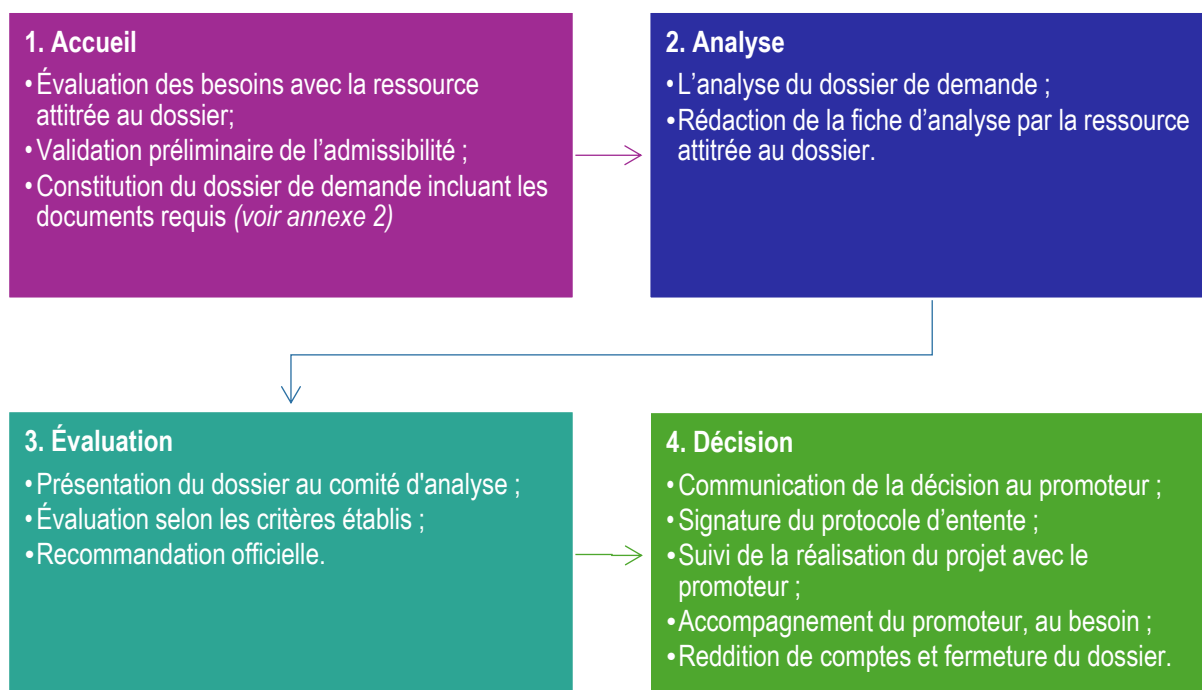 1. Accueil
•Évaluation des besoins avec la ressource
attitrée au dossier;
•Validation préliminaire de l’admissibilité ;
•Constitution du dossier de demande incluant les
documents requis (voir annexe 2)
2. Analyse
•L’analyse du dossier de demande ;
•Rédaction de la fiche d’analyse par la ressource
attitrée au dossier.
3. Évaluation
•Présentation du dossier au comité d'analyse ;
•Évaluation selon les critères établis ;
•Recommandation officielle.
4. Décision
•Communication de la décision au promoteur ;
•Signature du protocole d’entente ;
•Suivi de la réalisation du projet avec le
promoteur ;
•Accompagnement du promoteur, au besoin ;
•Reddition de comptes et fermeture du dossier.